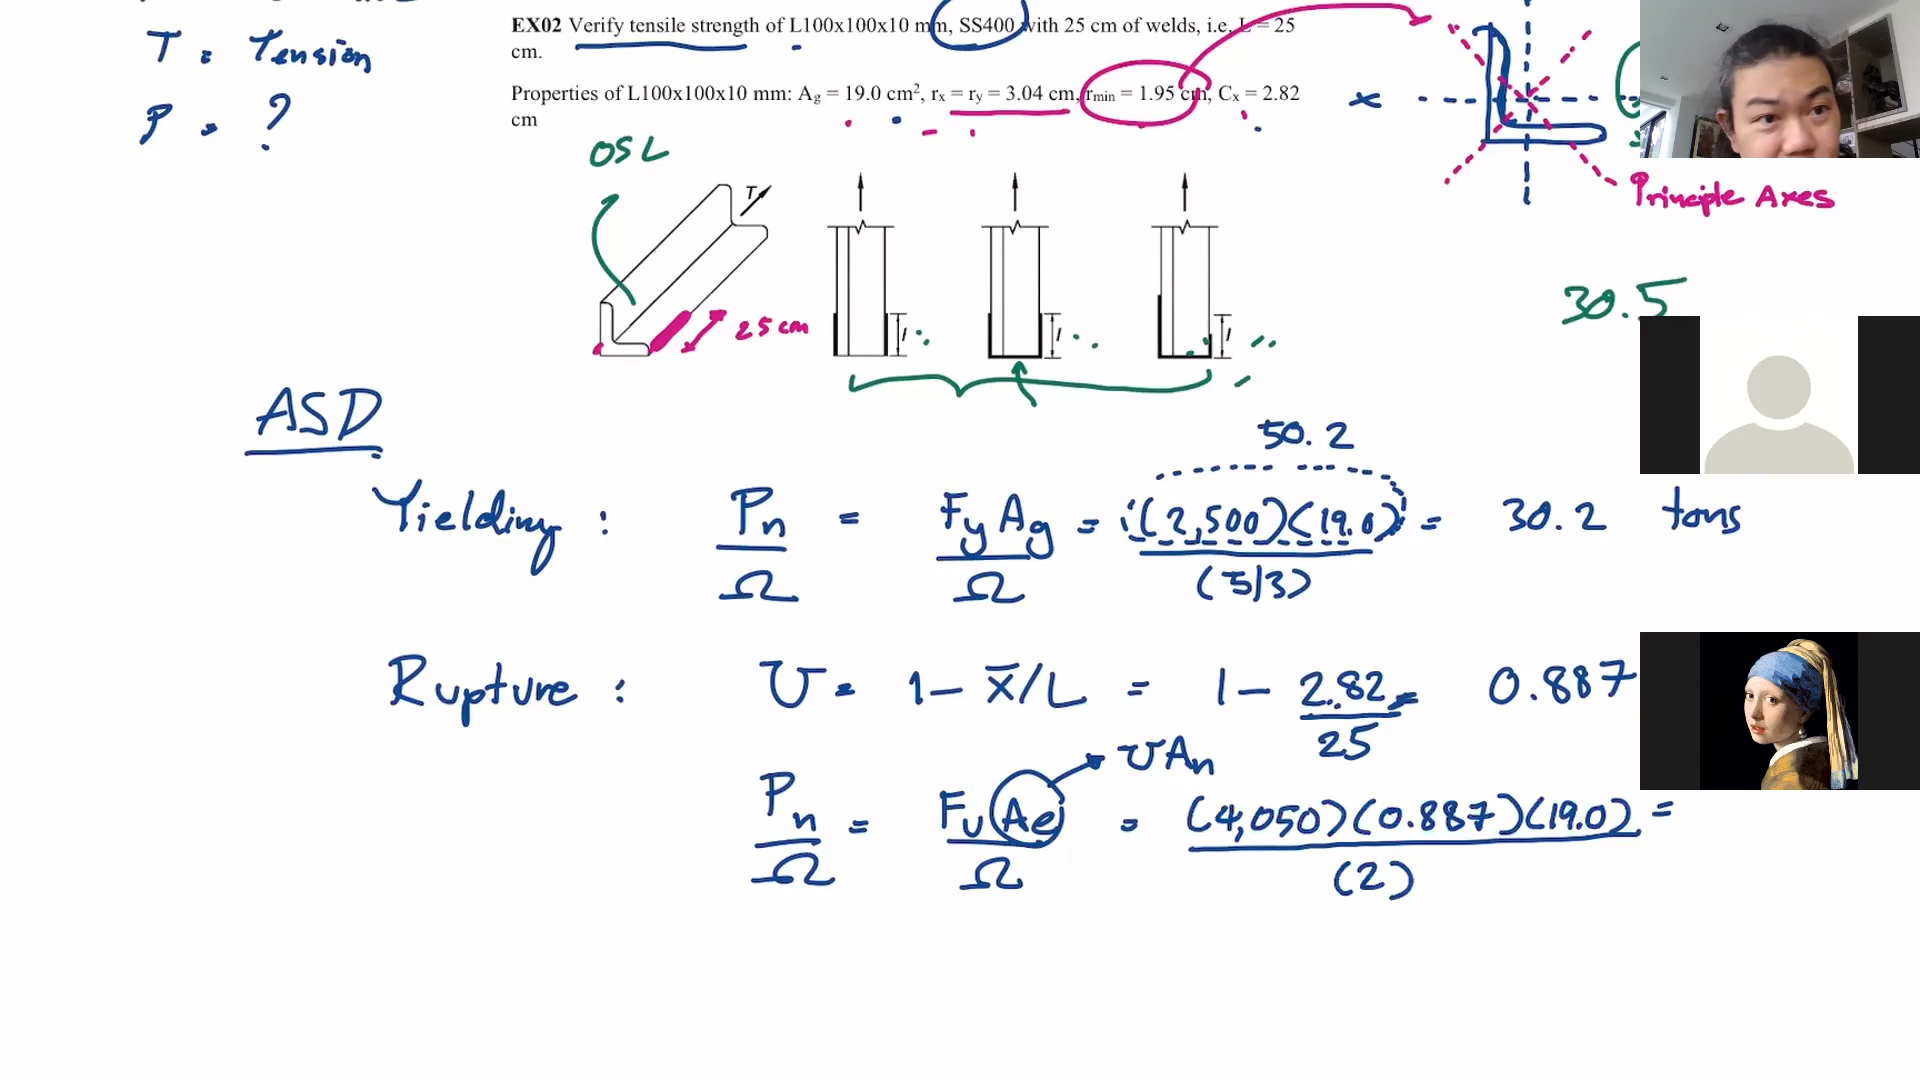 T = Tension
P = ?
EX02 Verify tensile strength of L100x100x10 mm, SS400 with 25 cm of welds, i.e. L = 25
cm.
Properties of L100x100x10 mm: Ag = 19.0 cm², rx = ry = 3.04 cm, rmin = 1.95 cm, Cx = 2.82
cm
x
Principle Axes
OSL
T
25 cm
l
l
l
30.5
ASD
50.2
Yielding : Pn/Ω = FyAg/Ω = (2,500)(19.0)/(5/3) = 30.2 tons
Rupture : U = 1 - x̄/L = 1 - 2.82/25 = 0.887
UAn
Pn/Ω = Fu(Ae)/Ω = (4,050)(0.887)(19.0)/(2) =